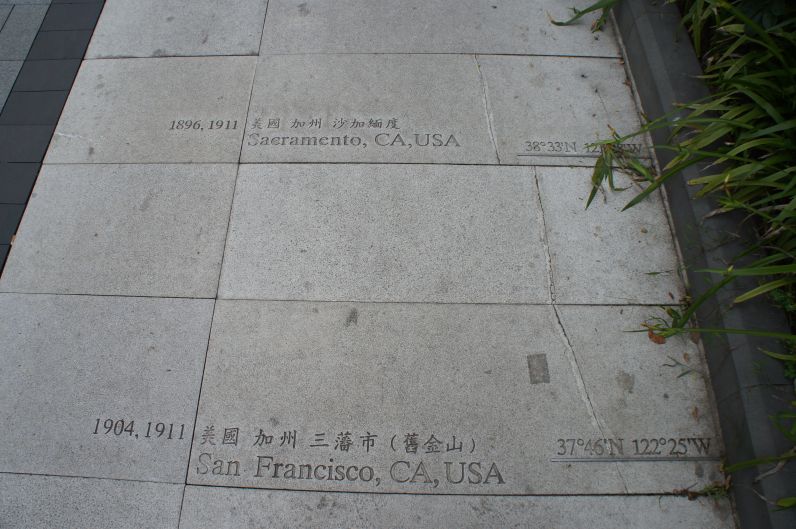 1896, 1911 美國 加州 沙加緬度
Sacramento, CA, USA 38°33'N
1904, 1911 美國 加州 三藩市 (舊金山)
San Francisco, CA, USA 37°46'N 122°25'W